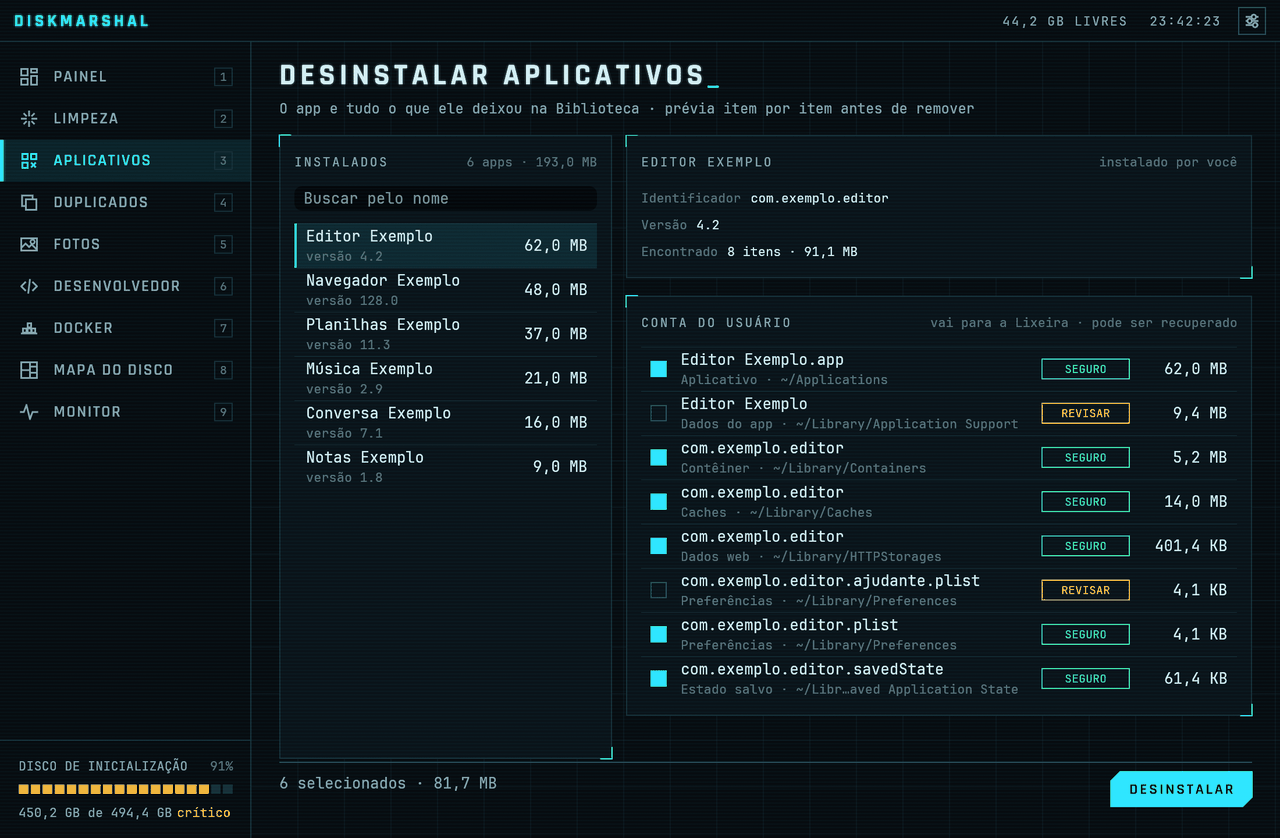 DISKMARSHAL
44,2 GB LIVRES 23:42:23
PAINEL 1
LIMPEZA 2
APLICATIVOS 3
DUPLICADOS 4
FOTOS 5
DESENVOLVEDOR 6
DOCKER 7
MAPA DO DISCO 8
MONITOR 9
DISCO DE INICIALIZAÇÃO 91%
450,2 GB de 494,4 GB crítico
DESINSTALAR APLICATIVOS_
O app e tudo o que ele deixou na Biblioteca · prévia item por item antes de remover
INSTALADOS 6 apps · 193,0 MB
Buscar pelo nome
Editor Exemplo 62,0 MB
versão 4.2
Navegador Exemplo 48,0 MB
versão 128.0
Planilhas Exemplo 37,0 MB
versão 11.3
Música Exemplo 21,0 MB
versão 2.9
Conversa Exemplo 16,0 MB
versão 7.1
Notas Exemplo 9,0 MB
versão 1.8
EDITOR EXEMPLO instalado por você
Identificador com.exemplo.editor
Versão 4.2
Encontrado 8 itens · 91,1 MB
CONTA DO USUÁRIO vai para a Lixeira · pode ser recuperado
Editor Exemplo.app SEGURO 62,0 MB
Aplicativo · ~/Applications
Editor Exemplo REVISAR 9,4 MB
Dados do app · ~/Library/Application Support
com.exemplo.editor SEGURO 5,2 MB
Contêiner · ~/Library/Containers
com.exemplo.editor SEGURO 14,0 MB
Caches · ~/Library/Caches
com.exemplo.editor SEGURO 401,4 KB
Dados web · ~/Library/HTTPStorages
com.exemplo.editor.ajudante.plist REVISAR 4,1 KB
Preferências · ~/Library/Preferences
com.exemplo.editor.plist SEGURO 4,1 KB
Preferências · ~/Library/Preferences
com.exemplo.editor.savedState SEGURO 61,4 KB
Estado salvo · ~/Libr…aved Application State
6 selecionados · 81,7 MB
DESINSTALAR